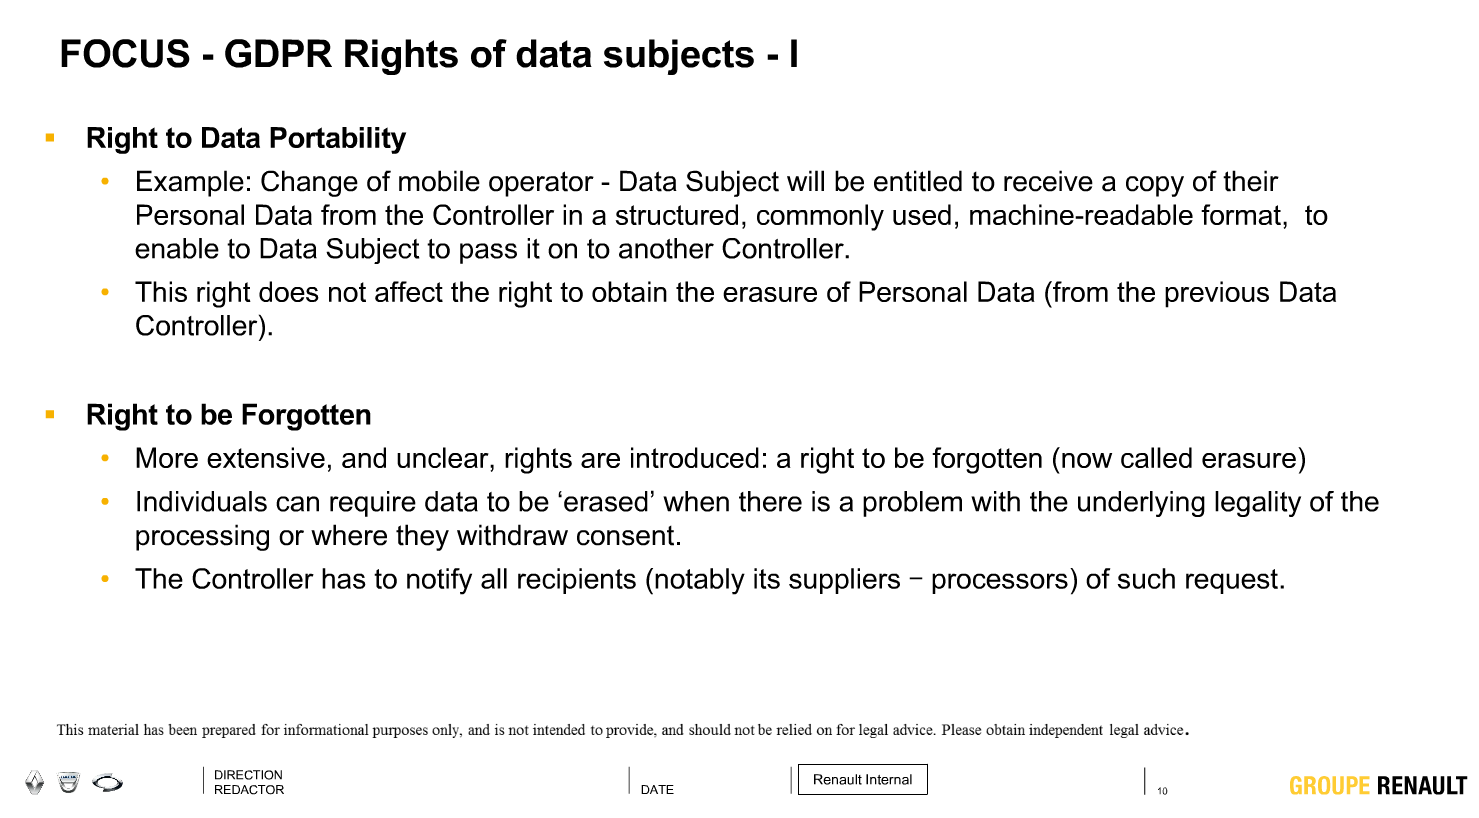 FOCUS - GDPR Rights of data subjects - I
▪ Right to Data Portability
• Example: Change of mobile operator - Data Subject will be entitled to receive a copy of their
Personal Data from the Controller in a structured, commonly used, machine-readable format,  to
enable to Data Subject to pass it on to another Controller.
• This right does not affect the right to obtain the erasure of Personal Data (from the previous Data
Controller).
▪ Right to be Forgotten
• More extensive, and unclear, rights are introduced: a right to be forgotten (now called erasure)
• Individuals can require data to be ‘erased’ when there is a problem with the underlying legality of the
processing or where they withdraw consent.
• The Controller has to notify all recipients (notably its suppliers – processors) of such request.
This material has been prepared for informational purposes only, and is not intended to provide, and should not be relied on for legal advice. Please obtain independent legal advice.
DIRECTION
REDACTOR
DATE
Renault Internal
10
GROUPE RENAULT